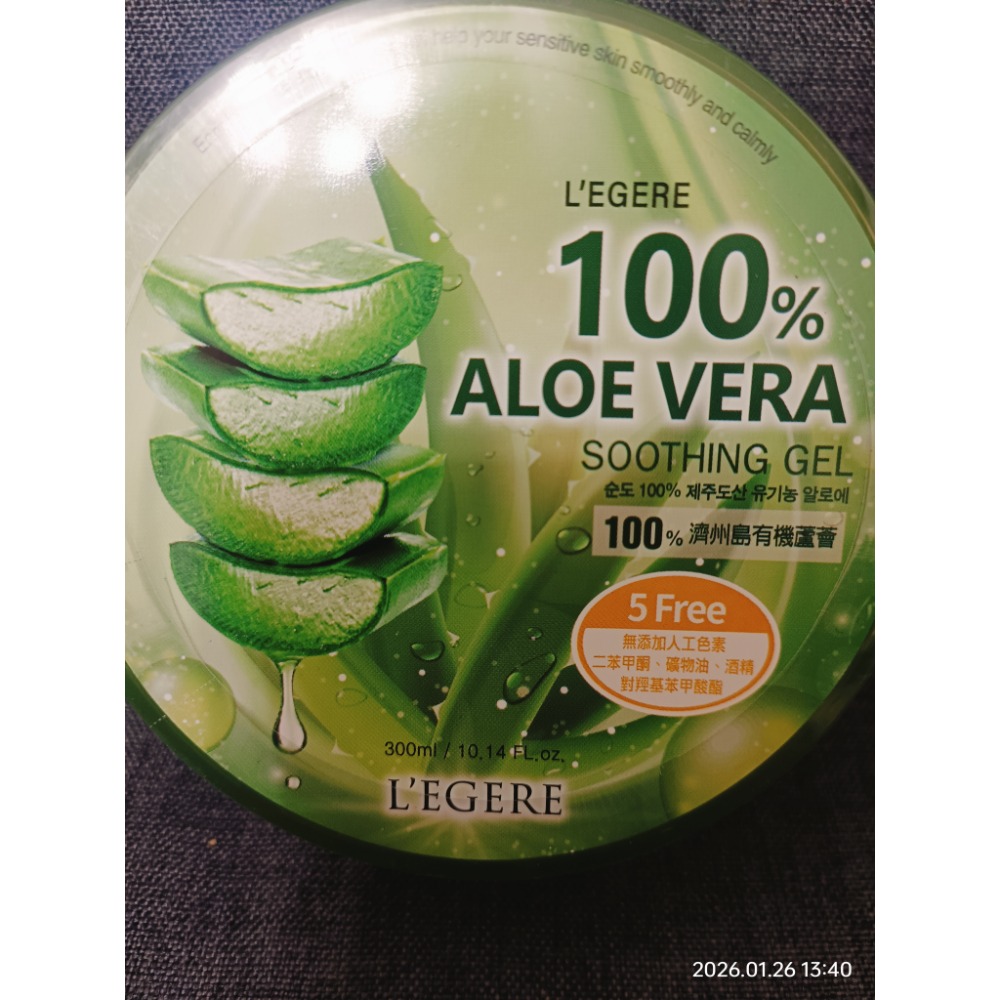 help your sensitive skin smoothly and calmly
L'EGERE
100%
ALOE VERA
SOOTHING GEL
순도 100% 제주도산 유기농 알로에
100% 濟州島有機蘆薈
5 Free
無添加人工色素
二苯甲酮、礦物油、酒精
對羥基苯甲酸酯
300ml / 10.14 FL.oz.
L'EGERE
2026.01.26 13:40